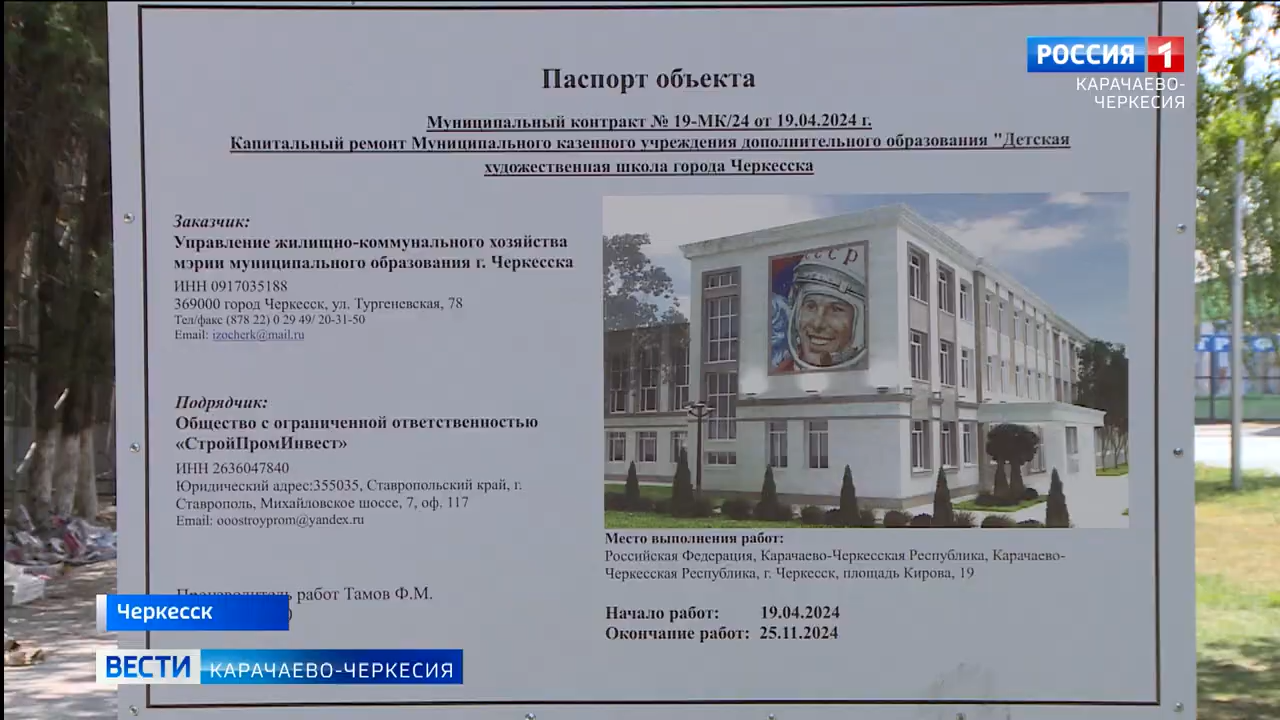 РОССИЯ 1
КАРАЧАЕВО-
ЧЕРКЕСИЯ
Паспорт объекта
Муниципальный контракт № 19-МК/24 от 19.04.2024 г.
Капитальный ремонт Муниципального казенного учреждения дополнительного образования "Детская
художественная школа города Черкесска
Заказчик:
Управление жилищно-коммунального хозяйства
мэрии муниципального образования г. Черкесска
ИНН 0917035188
369000 город Черкесск, ул. Тургеневская, 78
Тел/факс (878 22) 0 29 49/ 20-31-50
Email: izocherk@mail.ru
СССР
Подрядчик:
Общество с ограниченной ответственностью
«СтройПромИнвест»
ИНН 2636047840
Юридический адрес:355035, Ставропольский край, г.
Ставрополь, Михайловское шоссе, 7, оф. 117
Email: ooostroyprom@yandex.ru
Место выполнения работ:
Российская Федерация, Карачаево-Черкесская Республика, Карачаево-
Черкесская Республика, г. Черкесск, площадь Кирова, 19
Производитель работ Тамов Ф.М.
Начало работ: 19.04.2024
Окончание работ: 25.11.2024
Черкесск
ВЕСТИ КАРАЧАЕВО-ЧЕРКЕСИЯ